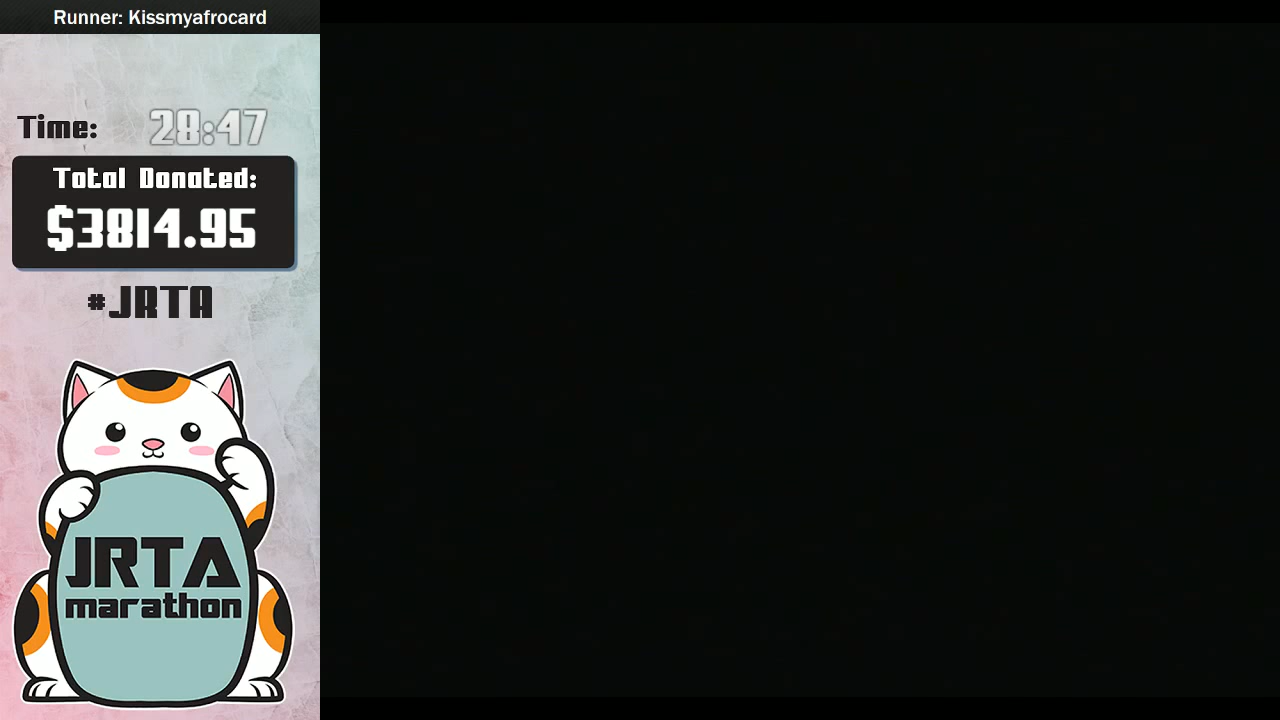 Runner: Kissmyafrocard
Time: 28:47
Total Donated:
$3814.95
#JRTA
JRTA
marathon